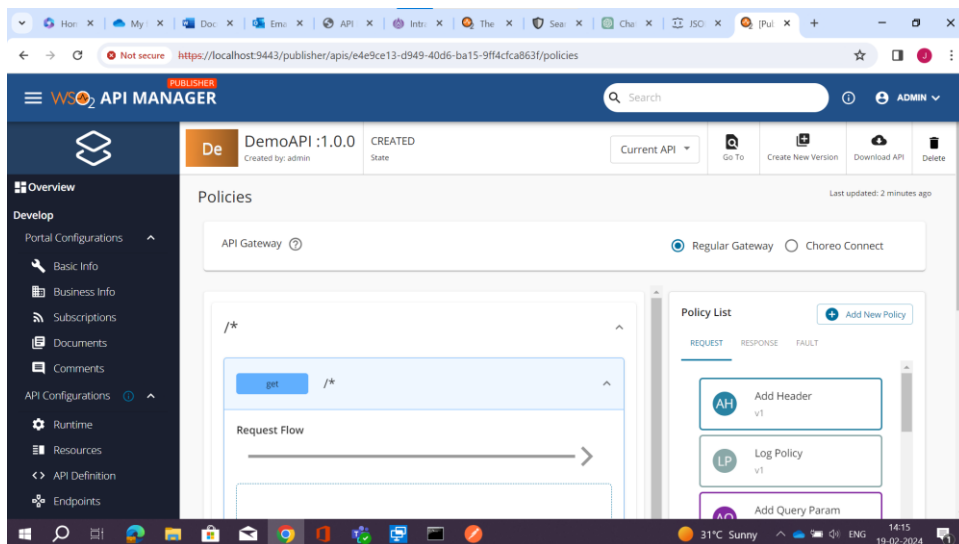 Hon
My
Doc
Ema
API
Intr
The
Sea
Cha
JSO
[Pul
Not secure
https://localhost:9443/publisher/apis/e4e9ce13-d949-40d6-ba15-9ff4cfca863f/policies
J
WSO2 API MANAGER
PUBLISHER
Search
ADMIN
De
DemoAPI :1.0.0
Created by: admin
CREATED
State
Current API
Go To
Create New Version
Download API
Delete
Overview
Develop
Portal Configurations
Basic Info
Business Info
Subscriptions
Documents
Comments
API Configurations
Runtime
Resources
API Definition
Endpoints
Policies
Last updated: 2 minutes ago
API Gateway
Regular Gateway
Choreo Connect
/*
get
/*
Request Flow
Policy List
Add New Policy
REQUEST
RESPONSE
FAULT
AH
Add Header
v1
LP
Log Policy
v1
AQ
Add Query Param
31°C Sunny
ENG
14:15
19-02-2024
1